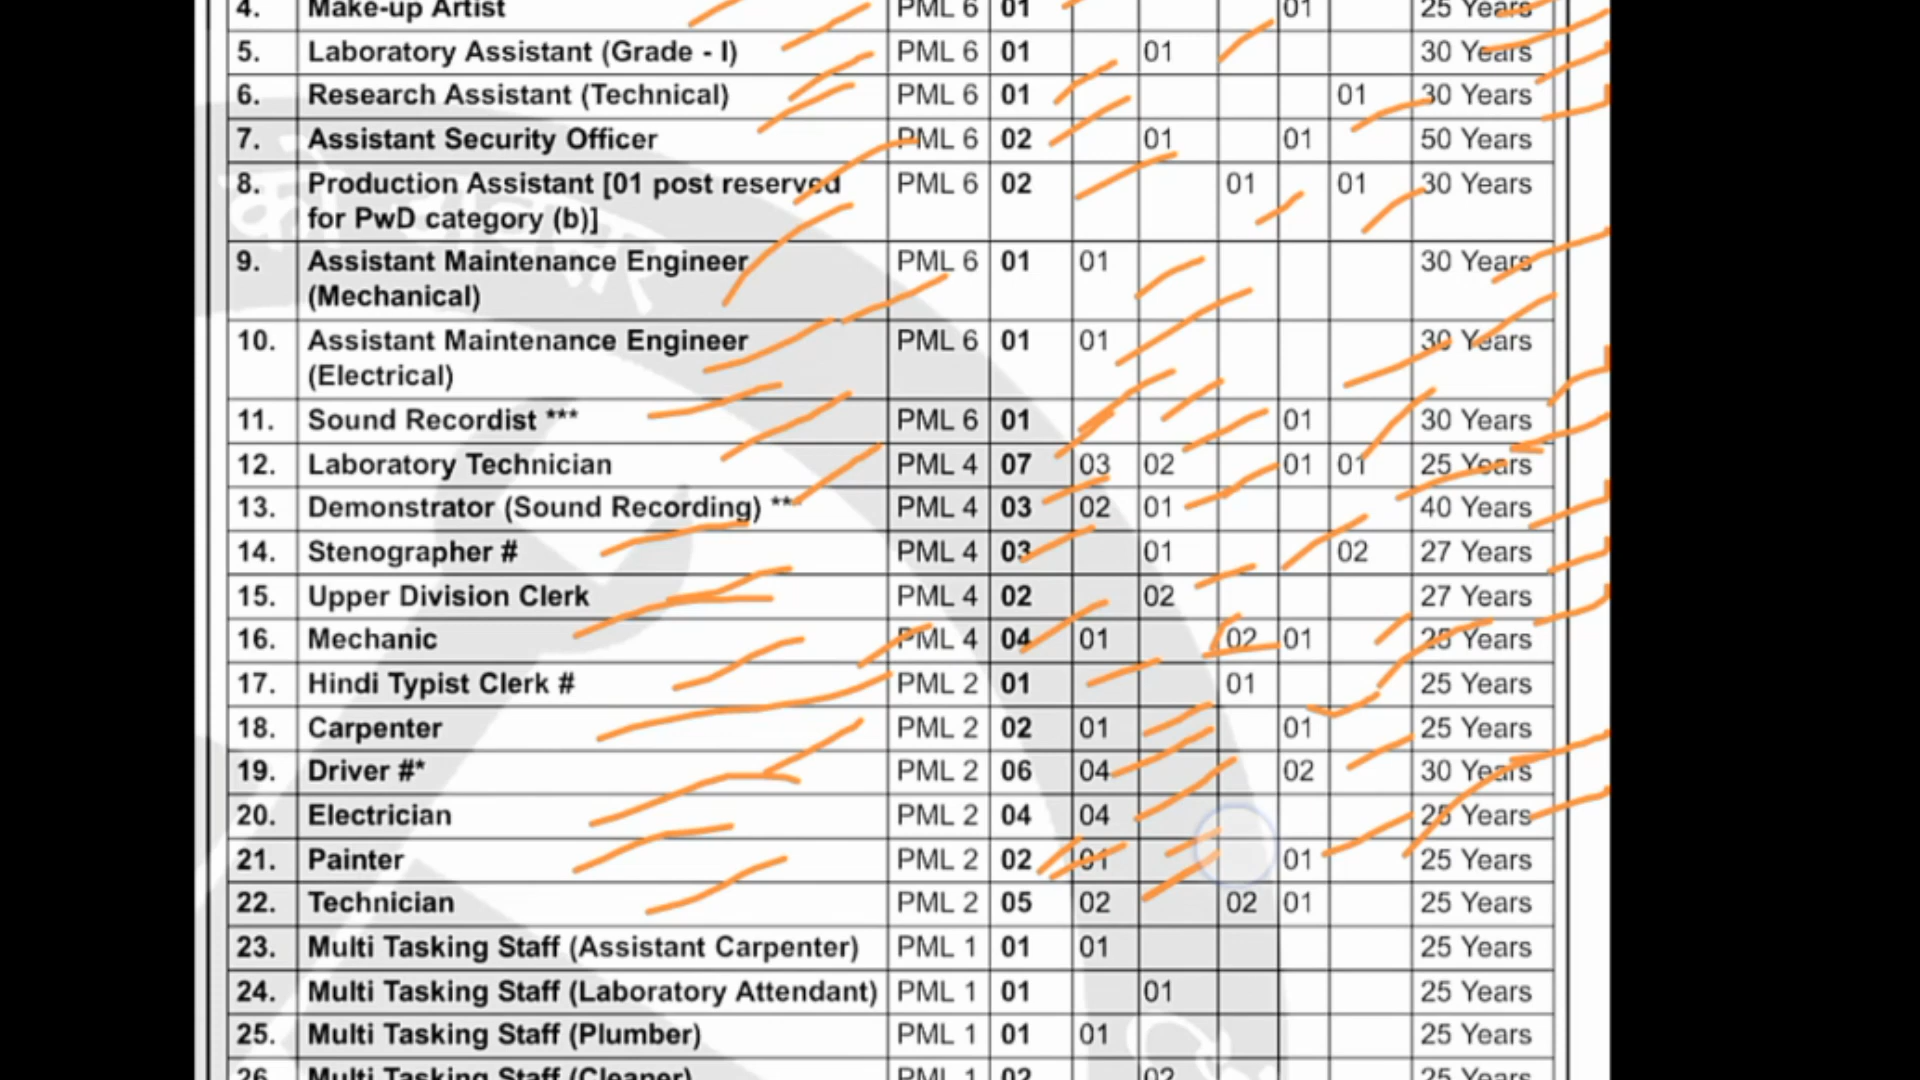 4. Make-up Artist PML 6 01 01 25 Years
5. Laboratory Assistant (Grade - I) PML 6 01 01 30 Years
6. Research Assistant (Technical) PML 6 01 01 30 Years
7. Assistant Security Officer PML 6 02 01 01 50 Years
8. Production Assistant [01 post reserved PML 6 02 01 01 30 Years
for PwD category (b)]
9. Assistant Maintenance Engineer PML 6 01 01 30 Years
(Mechanical)
10. Assistant Maintenance Engineer PML 6 01 01 30 Years
(Electrical)
11. Sound Recordist *** PML 6 01 01 30 Years
12. Laboratory Technician PML 4 07 03 02 01 01 25 Years
13. Demonstrator (Sound Recording) ** PML 4 03 02 01 40 Years
14. Stenographer # PML 4 03 01 02 27 Years
15. Upper Division Clerk PML 4 02 02 27 Years
16. Mechanic PML 4 04 01 02 01 25 Years
17. Hindi Typist Clerk # PML 2 01 01 25 Years
18. Carpenter PML 2 02 01 01 25 Years
19. Driver #* PML 2 06 04 02 30 Years
20. Electrician PML 2 04 04 25 Years
21. Painter PML 2 02 01 01 25 Years
22. Technician PML 2 05 02 02 01 25 Years
23. Multi Tasking Staff (Assistant Carpenter) PML 1 01 01 25 Years
24. Multi Tasking Staff (Laboratory Attendant) PML 1 01 01 25 Years
25. Multi Tasking Staff (Plumber) PML 1 01 01 25 Years
26. Multi Tasking Staff (Cleaner) PML 1 02 02 25 Years